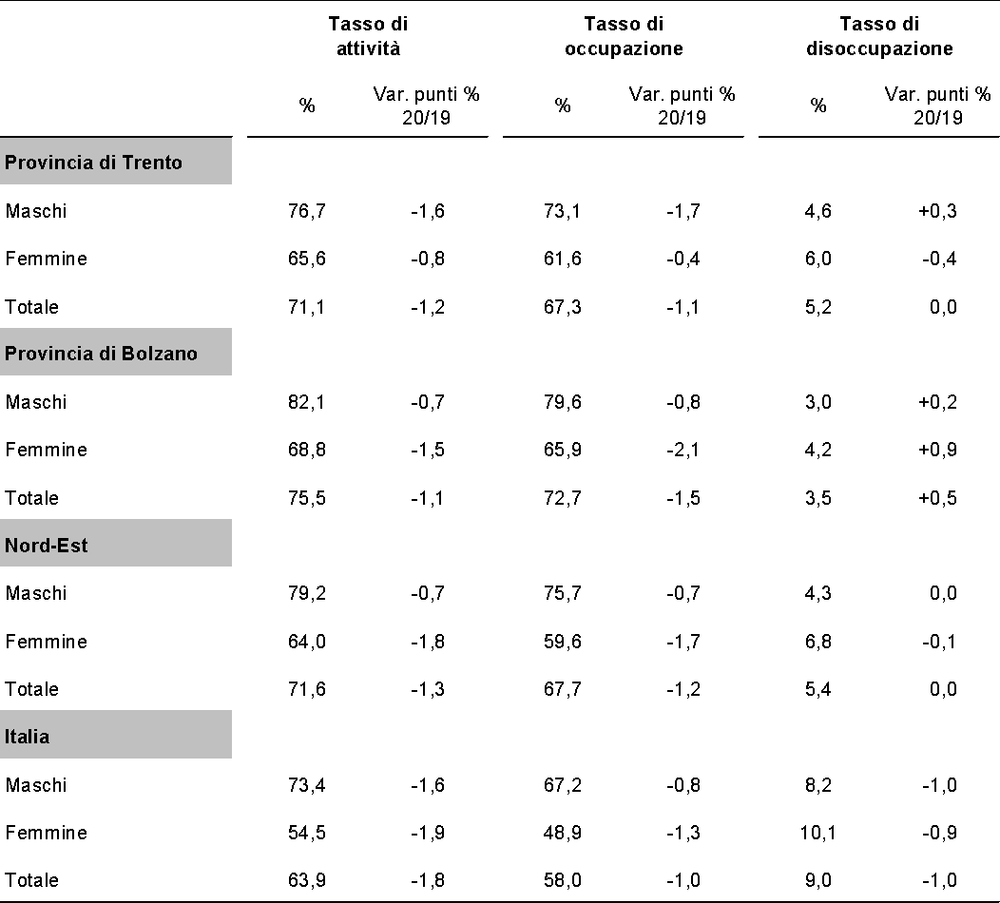 Tasso di attività Tasso di occupazione Tasso di disoccupazione
% Var. punti % 20/19 % Var. punti % 20/19 % Var. punti % 20/19
Provincia di Trento
Maschi 76,7 -1,6 73,1 -1,7 4,6 +0,3
Femmine 65,6 -0,8 61,6 -0,4 6,0 -0,4
Totale 71,1 -1,2 67,3 -1,1 5,2 0,0
Provincia di Bolzano
Maschi 82,1 -0,7 79,6 -0,8 3,0 +0,2
Femmine 68,8 -1,5 65,9 -2,1 4,2 +0,9
Totale 75,5 -1,1 72,7 -1,5 3,5 +0,5
Nord-Est
Maschi 79,2 -0,7 75,7 -0,7 4,3 0,0
Femmine 64,0 -1,8 59,6 -1,7 6,8 -0,1
Totale 71,6 -1,3 67,7 -1,2 5,4 0,0
Italia
Maschi 73,4 -1,6 67,2 -0,8 8,2 -1,0
Femmine 54,5 -1,9 48,9 -1,3 10,1 -0,9
Totale 63,9 -1,8 58,0 -1,0 9,0 -1,0